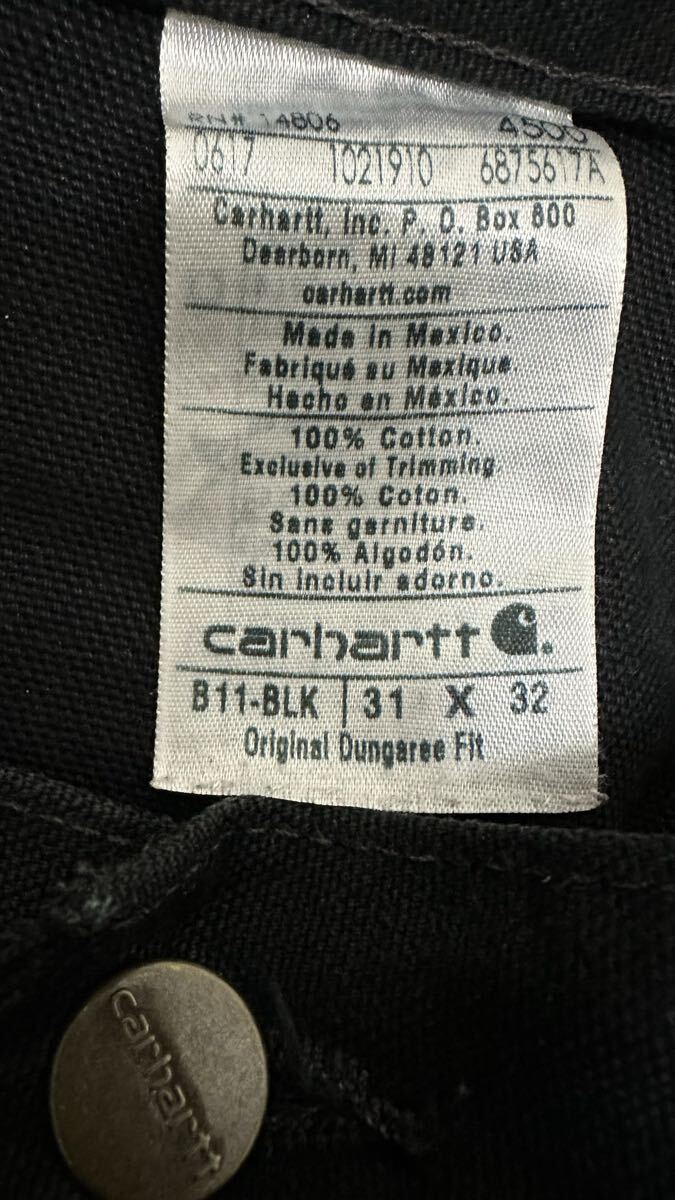 RN# 14806 4500
0617 1021910 6875617A
Carhartt, Inc. P. O. Box 600
Dearborn, MI 48121 USA
carhartt.com
Made in Mexico.
Fabriqué au Mexique.
Hecho en México.
100% Cotton.
Exclusive of Trimming.
100% Coton.
Sans garniture.
100% Algodón.
Sin incluir adorno.
carhartt
B11-BLK | 31 X 32
Original Dungaree Fit
carhartt